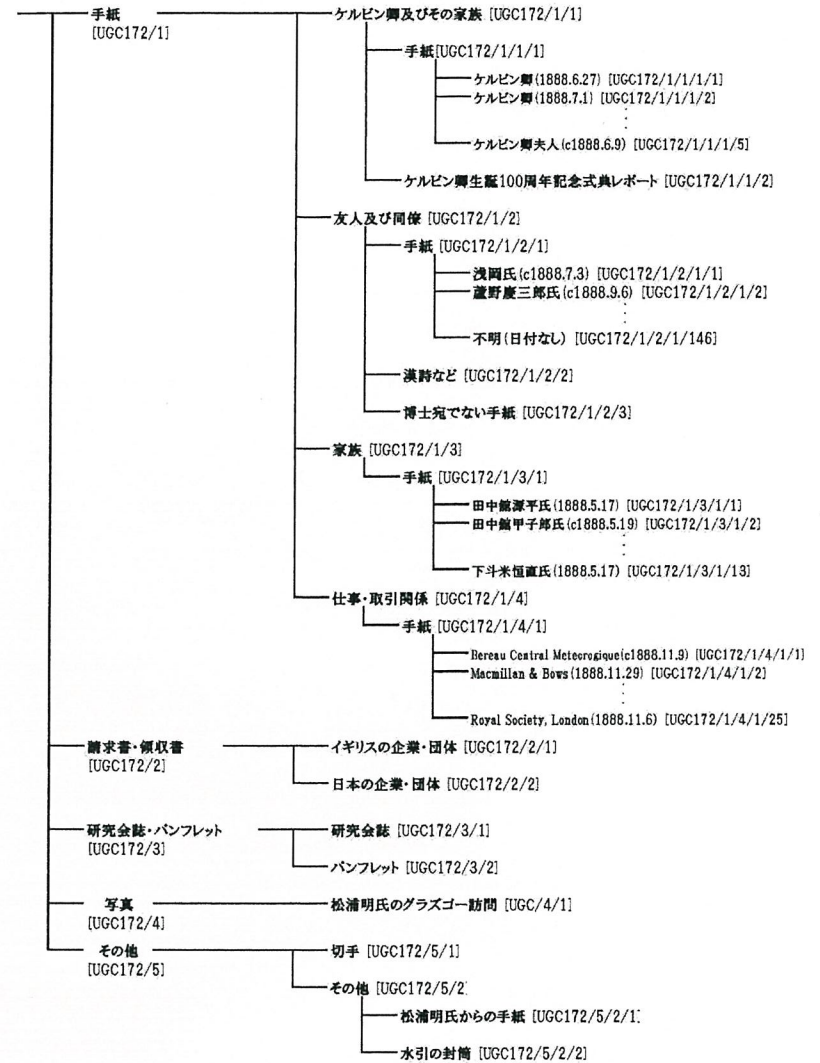 手紙
[UGC172/1]
ケルビン卿及びその家族 [UGC172/1/1]
手紙[UGC172/1/1/1]
ケルビン卿(1888.6.27) [UGC172/1/1/1/1]
ケルビン卿(1888.7.1) [UGC172/1/1/1/2]
ケルビン卿夫人(c1888.6.9) [UGC172/1/1/1/5]
ケルビン卿生誕100周年記念式典レポート [UGC172/1/1/2]
友人及び同僚 [UGC172/1/2]
手紙 [UGC172/1/2/1]
浅岡氏(c1888.7.3) [UGC172/1/2/1/1]
蘆野慶三郎氏(c1888.9.6) [UGC172/1/2/1/2]
不明(日付なし) [UGC172/1/2/1/146]
漢詩など [UGC172/1/2/2]
博士宛でない手紙 [UGC172/1/2/3]
家族 [UGC172/1/3]
手紙 [UGC172/1/3/1]
田中舘源平氏(1888.5.17) [UGC172/1/3/1/1]
田中舘甲子郎氏(c1888.5.19) [UGC172/1/3/1/2]
下斗米恒直氏(1888.5.17) [UGC172/1/3/1/13]
仕事・取引関係 [UGC172/1/4]
手紙 [UGC172/1/4/1]
Bereau Central Meteorogique(c1888.11.9) [UGC172/1/4/1/1]
Macmillan & Bows(1888.11.29) [UGC172/1/4/1/2]
Royal Society, London(1888.11.6) [UGC172/1/4/1/25]
請求書・領収書
[UGC172/2]
イギリスの企業・団体 [UGC172/2/1]
日本の企業・団体 [UGC172/2/2]
研究会誌・パンフレット
[UGC172/3]
研究会誌 [UGC172/3/1]
パンフレット [UGC172/3/2]
写真
[UGC172/4]
松浦明氏のグラズゴー訪問 [UGC/4/1]
その他
[UGC172/5]
切手 [UGC172/5/1]
その他 [UGC172/5/2]
松浦明氏からの手紙 [UGC172/5/2/1]
水引の封筒 [UGC172/5/2/2]